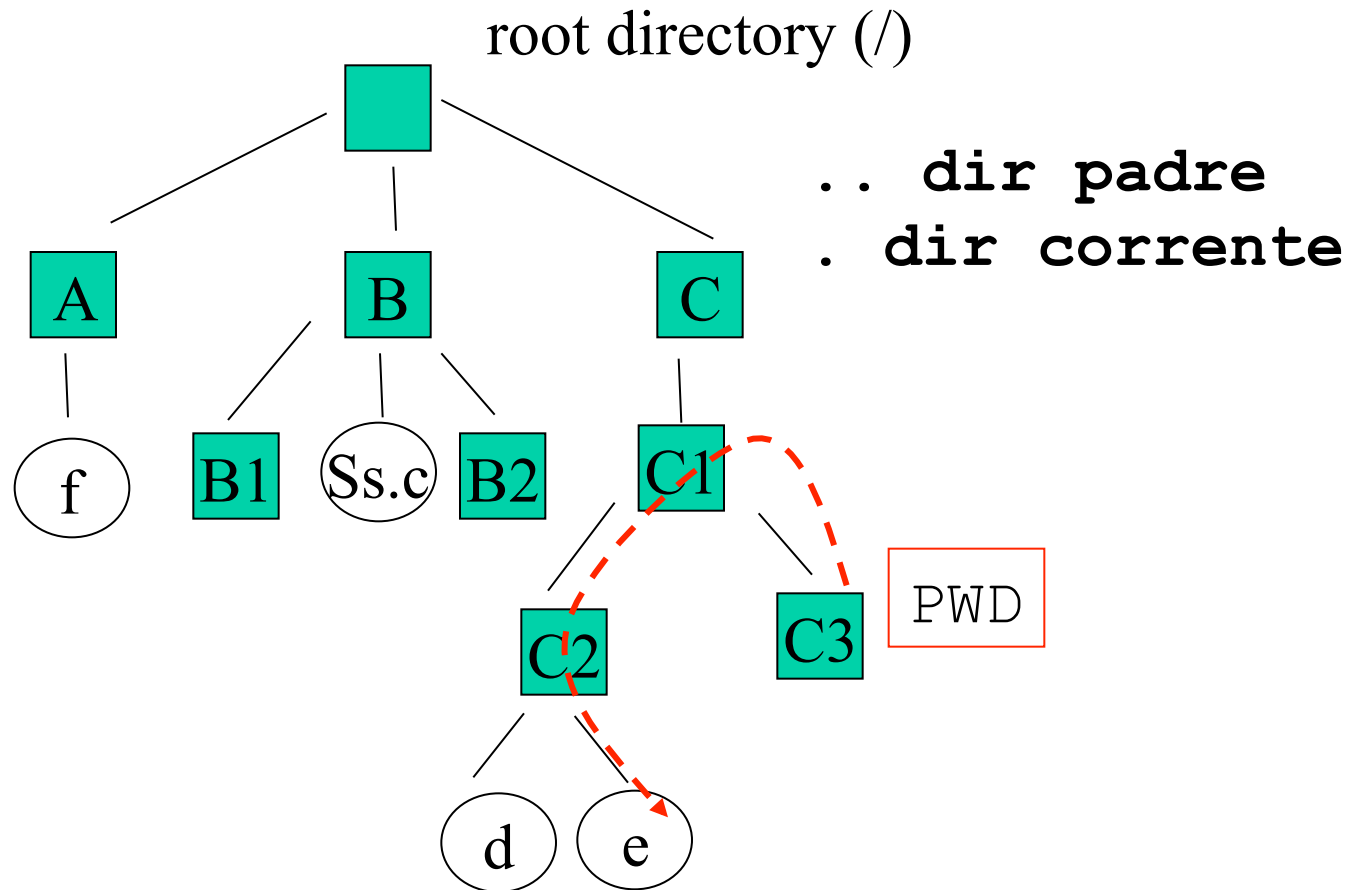 root directory (/)
.. dir padre
. dir corrente
A
B
C
f
B1
Ss.c
B2
C1
C2
C3
PWD
d
e